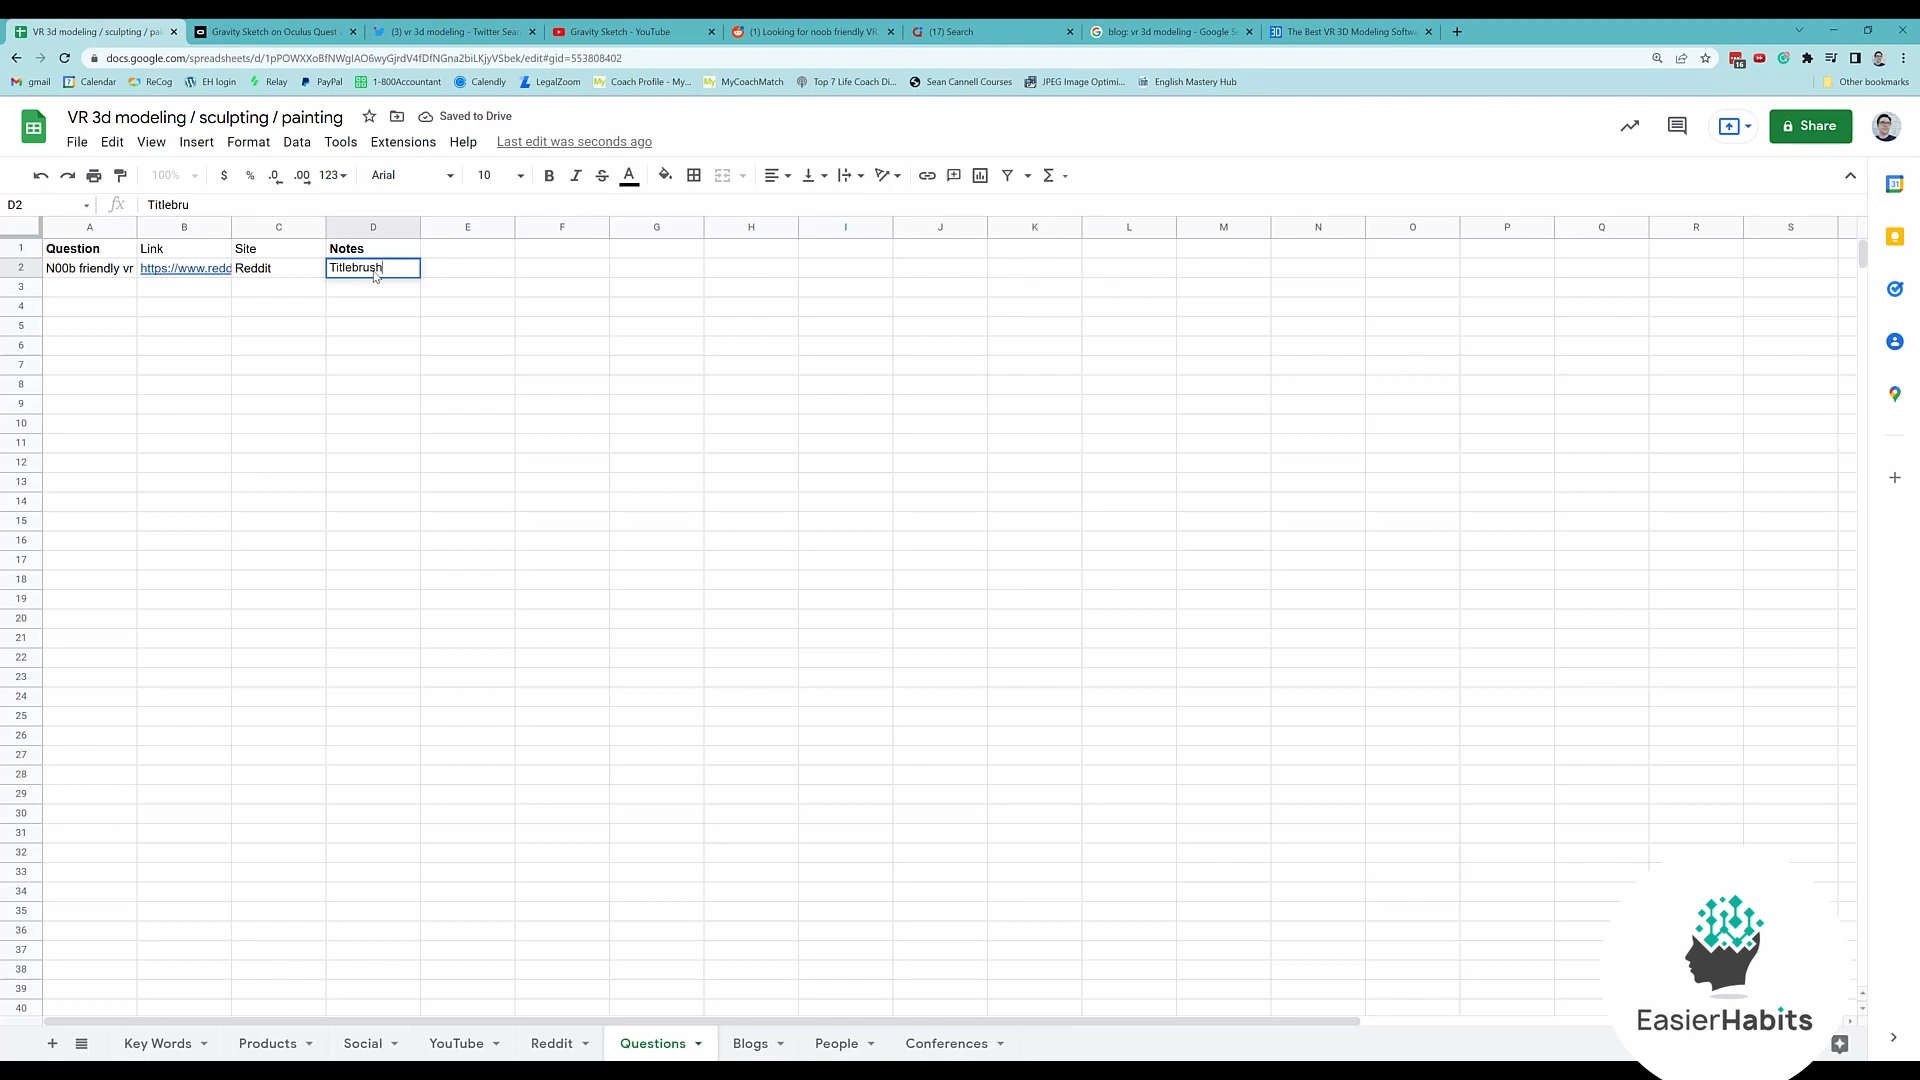 VR 3d modeling / sculpting / pai
Gravity Sketch on Oculus Quest
(3) vr 3d modeling - Twitter Sear
Gravity Sketch - YouTube
(1) Looking for noob friendly VR
(17) Search
blog: vr 3d modeling - Google S
The Best VR 3D Modeling Softw
docs.google.com/spreadsheets/d/1pPOWXXoBfNWgIAO6wyGjrdV4fDfNGna2biLKjyVSbek/edit#gid=553808402
gmail
Calendar
ReCog
EH login
Relay
PayPal
1-800Accountant
Calendly
LegalZoom
Coach Profile - My...
MyCoachMatch
Top 7 Life Coach Di...
Sean Cannell Courses
JPEG Image Optimi...
English Mastery Hub
Other bookmarks
VR 3d modeling / sculpting / painting
Saved to Drive
File Edit View Insert Format Data Tools Extensions Help Last edit was seconds ago
Share
100% $ % .0 .00 123 Arial 10
D2 fx Titlebru
A B C D E F G H I J K L M N O P Q R S
1 Question Link Site Notes
2 N00b friendly vr https://www.redd Reddit Titlebrush
3
4
5
6
7
8
9
10
11
12
13
14
15
16
17
18
19
20
21
22
23
24
25
26
27
28
29
30
31
32
33
34
35
36
37
38
39
40
EasierHabits
Key Words Products Social YouTube Reddit Questions Blogs People Conferences